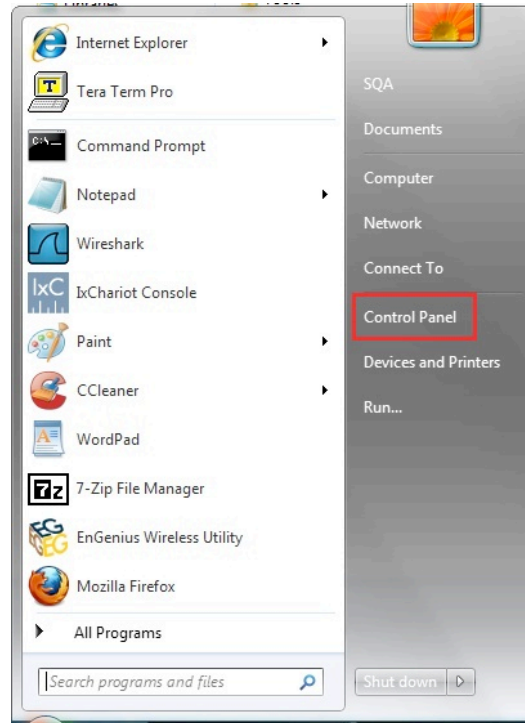 Internet Explorer
Tera Term Pro
Command Prompt
Notepad
Wireshark
IxChariot Console
Paint
CCleaner
WordPad
7-Zip File Manager
EnGenius Wireless Utility
Mozilla Firefox
All Programs
Search programs and files
SQA
Documents
Computer
Network
Connect To
Control Panel
Devices and Printers
Run...
Shut down